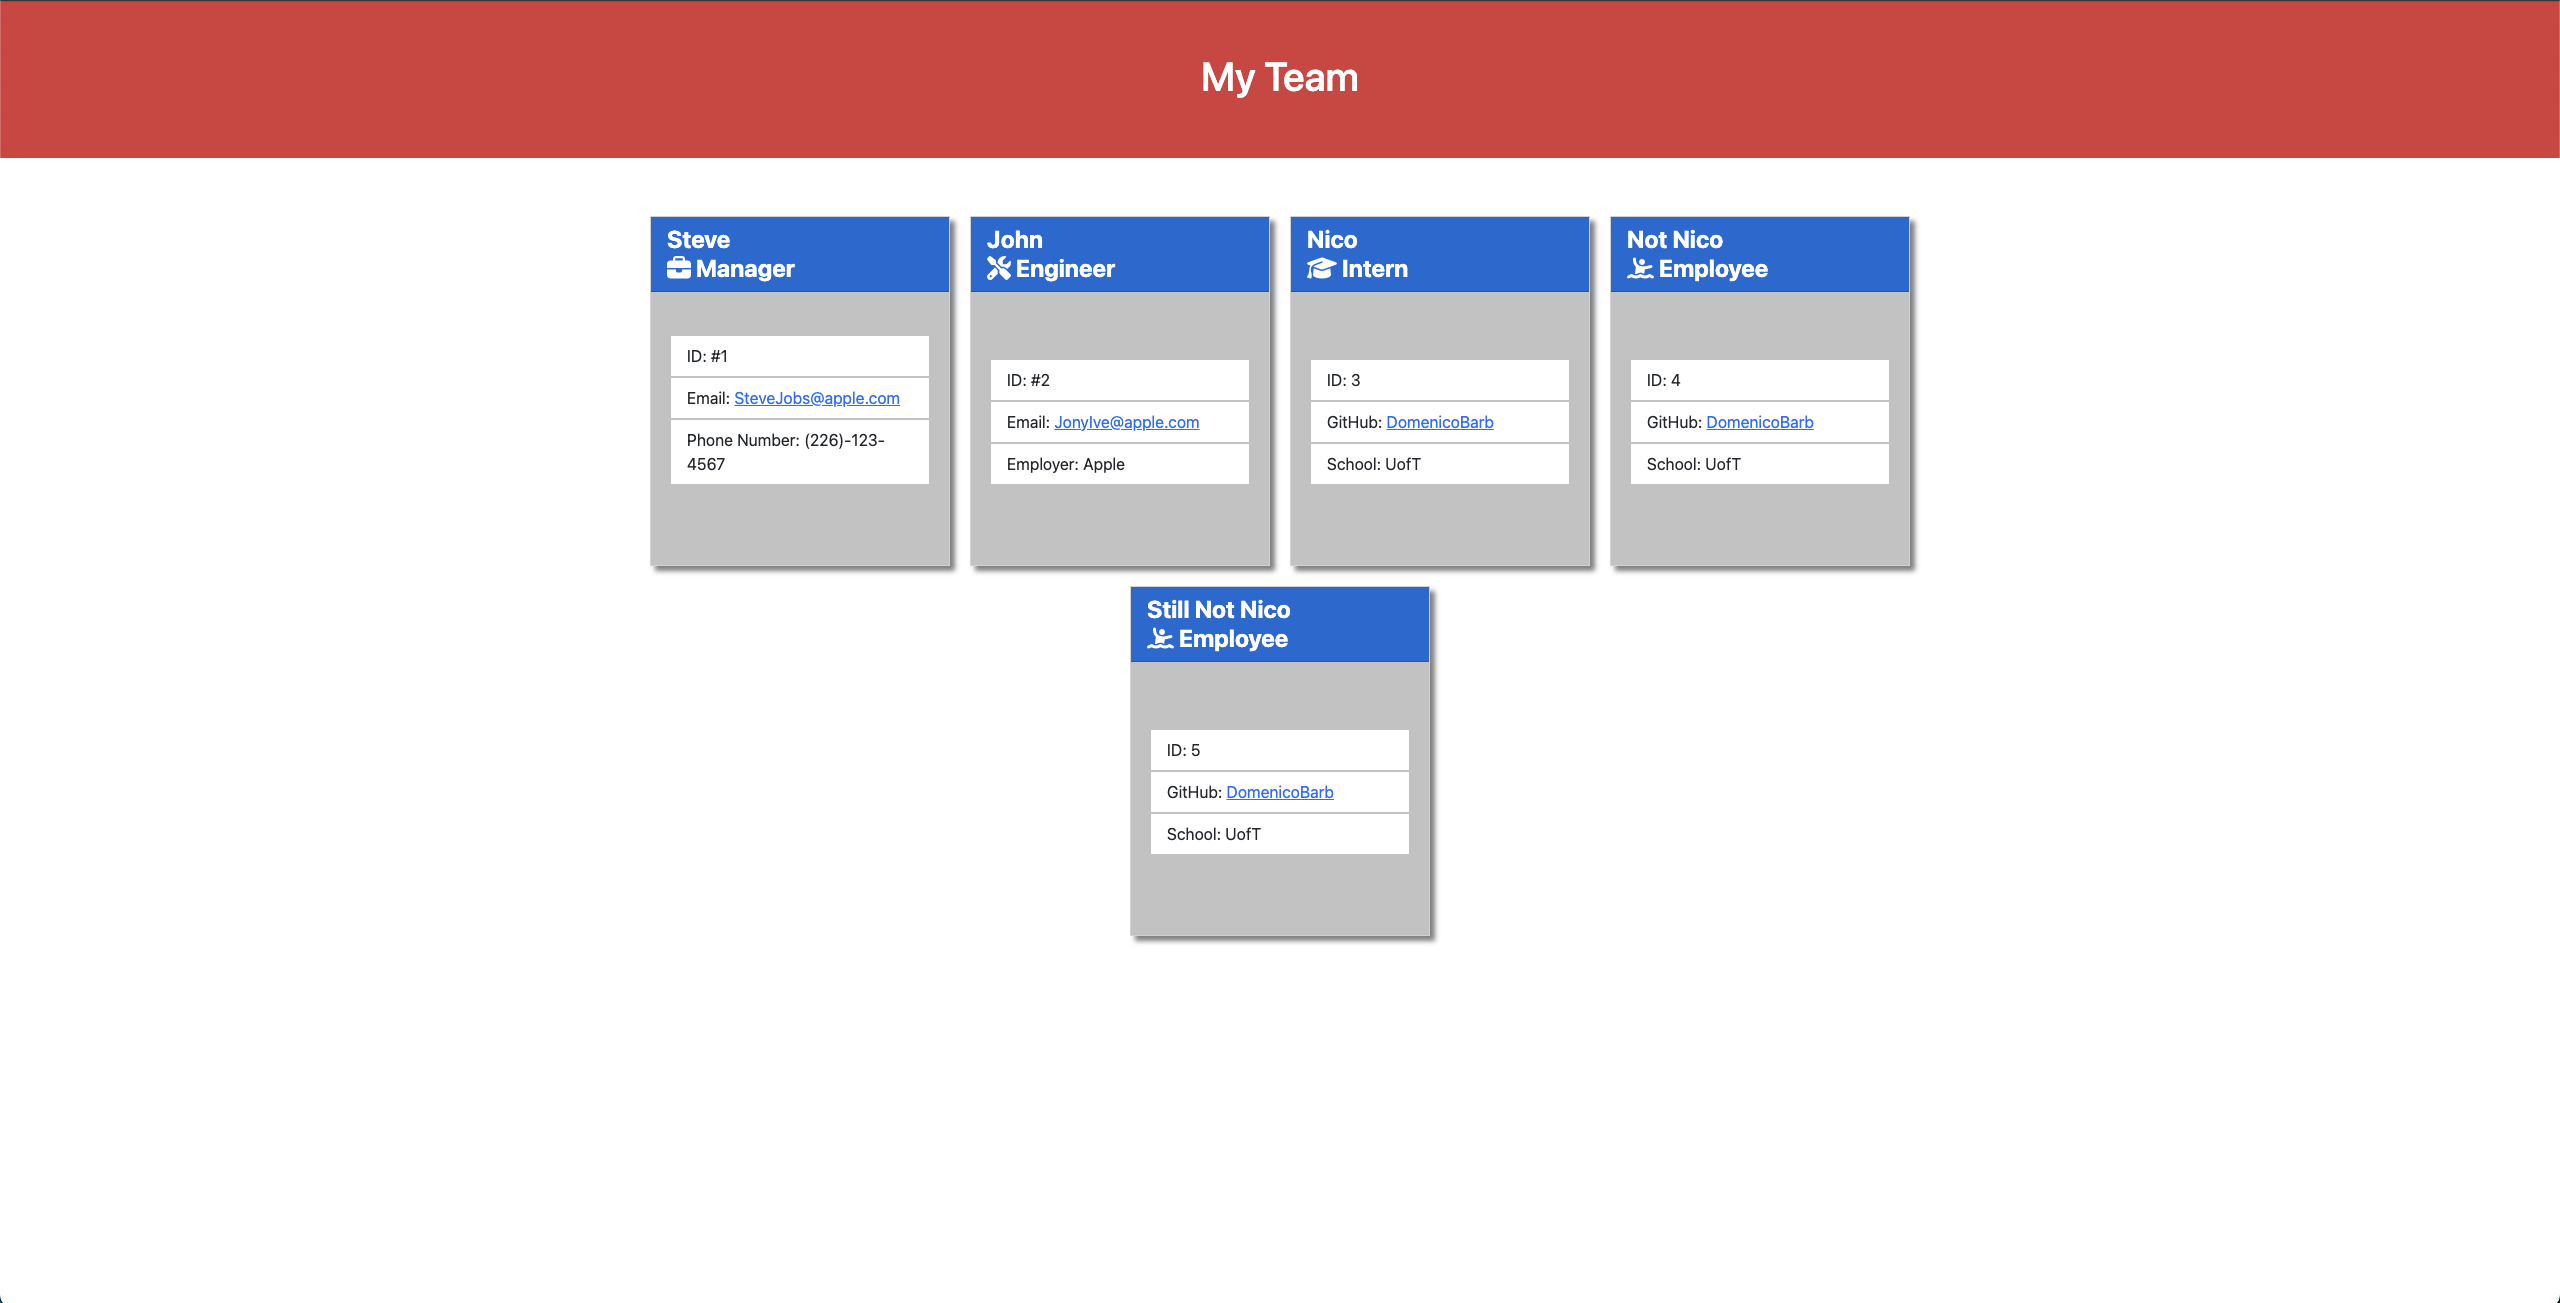 My Team
Steve
Manager
ID: #1
Email: SteveJobs@apple.com
Phone Number: (226)-123-
4567
John
Engineer
ID: #2
Email: JonyIve@apple.com
Employer: Apple
Nico
Intern
ID: 3
GitHub: DomenicoBarb
School: UofT
Not Nico
Employee
ID: 4
GitHub: DomenicoBarb
School: UofT
Still Not Nico
Employee
ID: 5
GitHub: DomenicoBarb
School: UofT